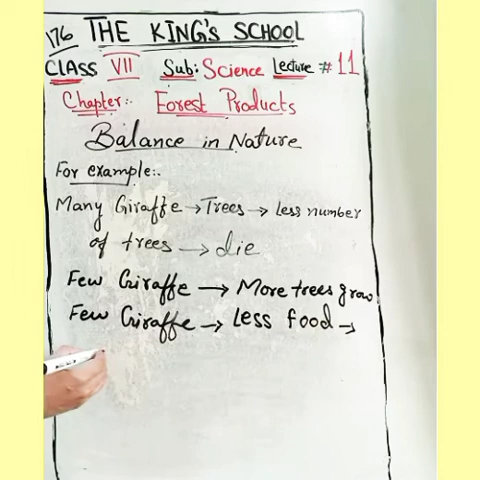 176 THE KING'S SCHOOL
CLASS VII Sub: Science Lecture # 11
Chapter:- Forest Products
Balance in Nature
For example:-
Many Giraffe → Trees → Less number
of trees → die
Few Giraffe → More trees grow
Few Giraffe → Less food →